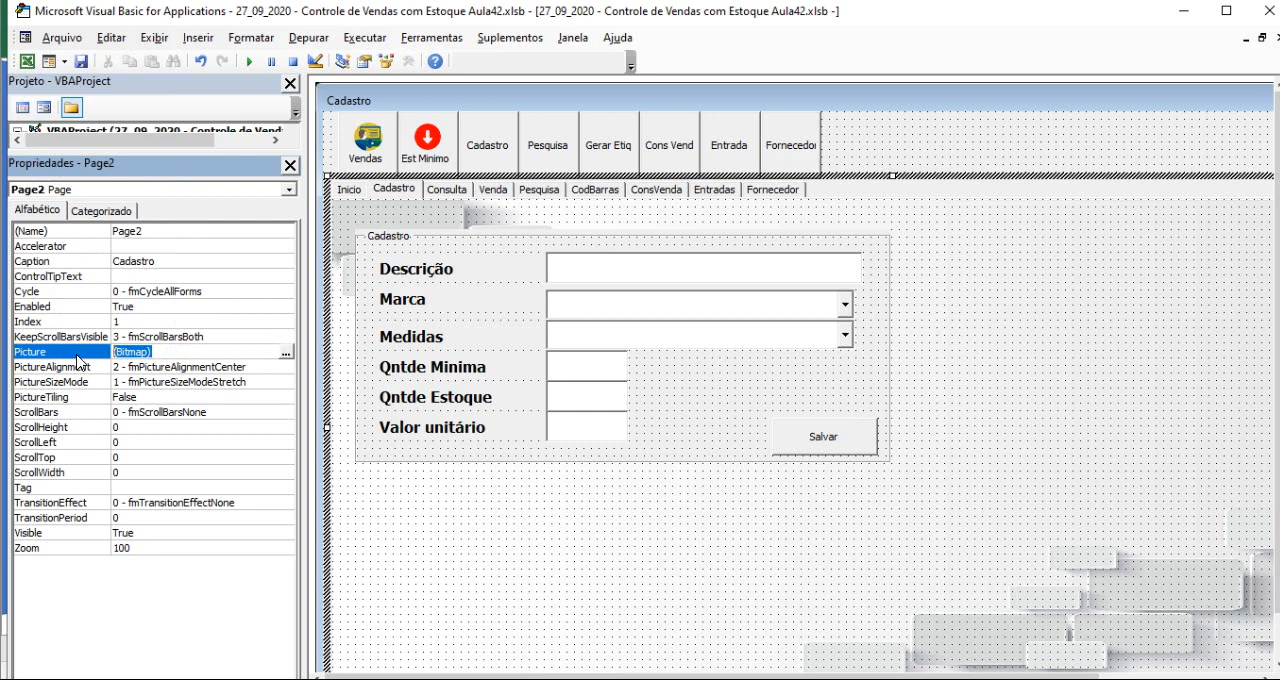 Microsoft Visual Basic for Applications - 27_09_2020 - Controle de Vendas com Estoque Aula42.xlsb - [27_09_2020 - Controle de Vendas com Estoque Aula42.xlsb -]
Arquivo Editar Exibir Inserir Formatar Depurar Executar Ferramentas Suplementos Janela Ajuda
Projeto - VBAProject
VBAProject (27_09_2020 - Controle de Vend
Propriedades - Page2
Page2 Page
Alfabético Categorizado
(Name) Page2
Accelerator
Caption Cadastro
ControlTipText
Cycle 0 - fmCycleAllForms
Enabled True
Index 1
KeepScrollBarsVisible 3 - fmScrollBarsBoth
Picture (Bitmap) ...
PictureAlignment 2 - fmPictureAlignmentCenter
PictureSizeMode 1 - fmPictureSizeModeStretch
PictureTiling False
ScrollBars 0 - fmScrollBarsNone
ScrollHeight 0
ScrollLeft 0
ScrollTop 0
ScrollWidth 0
Tag
TransitionEffect 0 - fmTransitionEffectNone
TransitionPeriod 0
Visible True
Zoom 100
Cadastro
Vendas Est Minimo Cadastro Pesquisa Gerar Etiq Cons Vend Entrada Fornecedor
Inicio Cadastro Consulta Venda Pesquisa CodBarras ConsVenda Entradas Fornecedor
Cadastro
Descrição
Marca
Medidas
Qntde Minima
Qntde Estoque
Valor unitário
Salvar